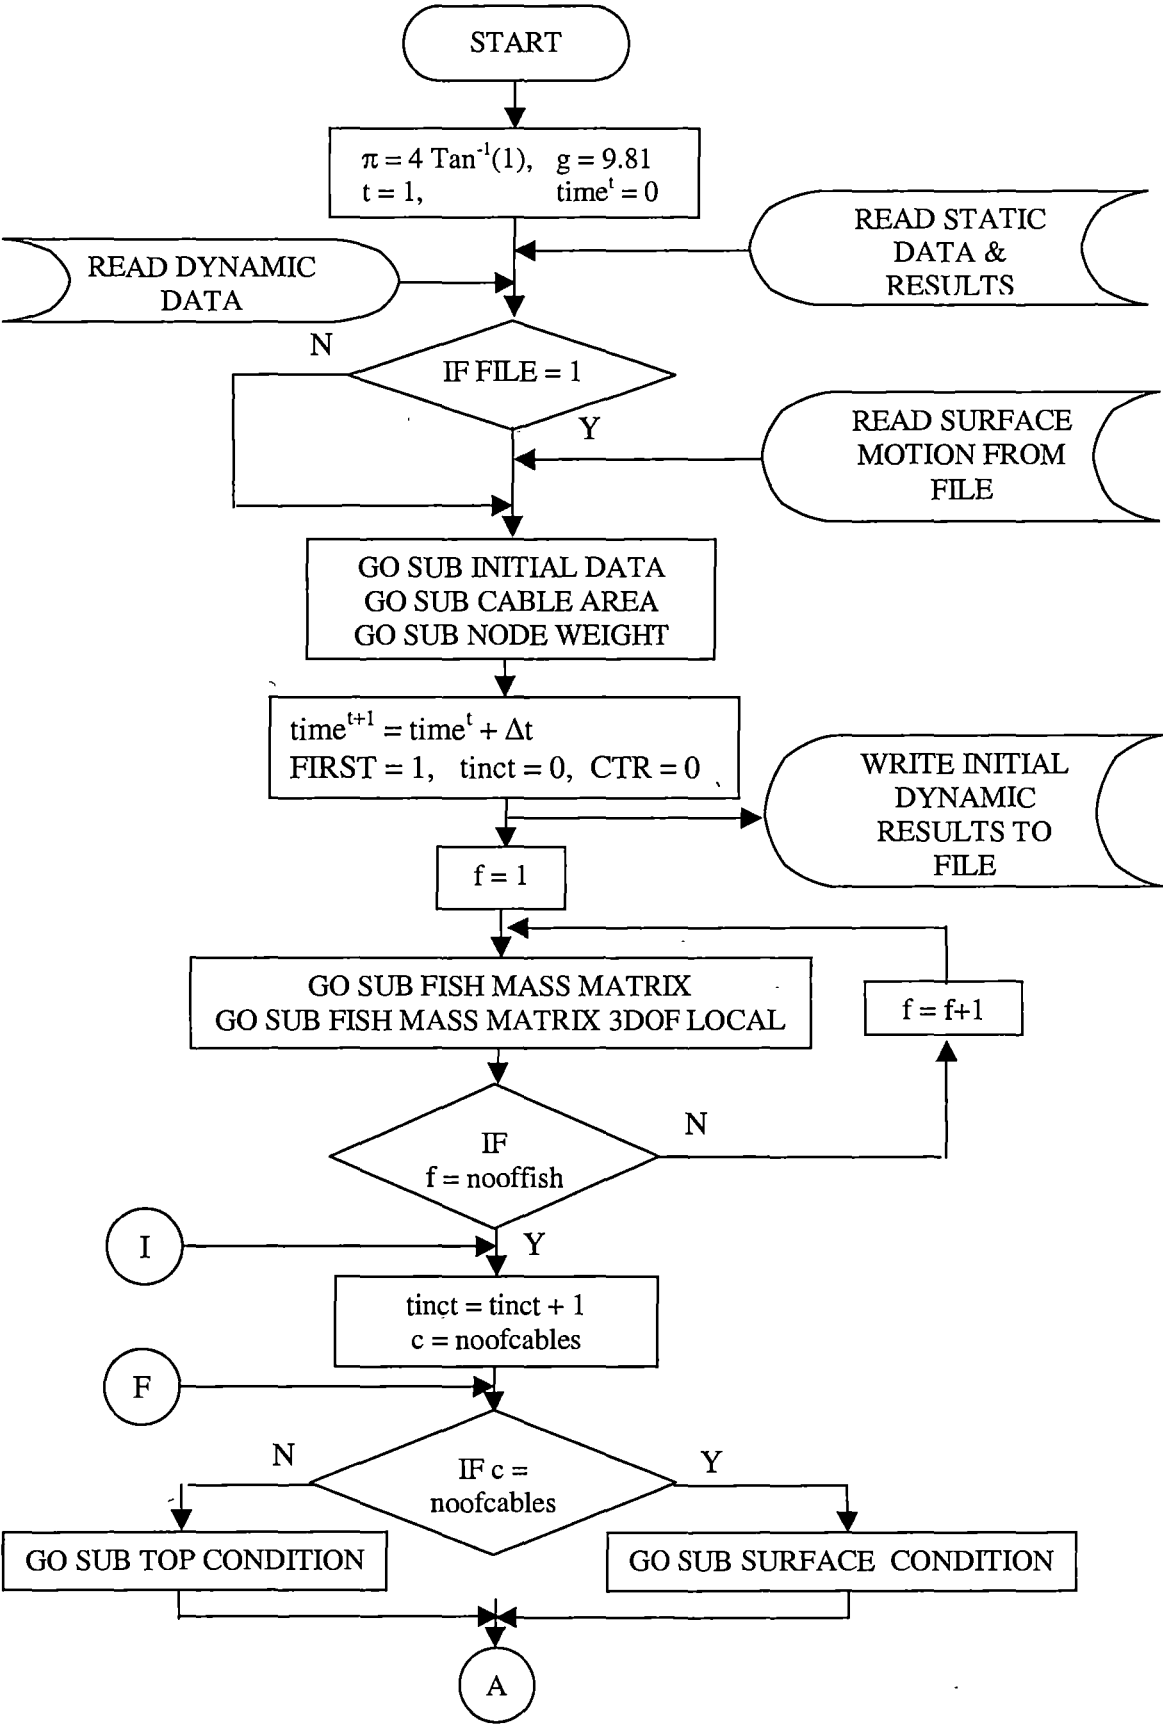 START
π = 4 Tan⁻¹(1), g = 9.81
t = 1, timeᵗ = 0
READ STATIC
DATA &
RESULTS
READ DYNAMIC
DATA
N
IF FILE = 1
Y
READ SURFACE
MOTION FROM
FILE
GO SUB INITIAL DATA
GO SUB CABLE AREA
GO SUB NODE WEIGHT
timeᵗ⁺¹ = timeᵗ + Δt
FIRST = 1, tinct = 0, CTR = 0
WRITE INITIAL
DYNAMIC
RESULTS TO
FILE
f = 1
GO SUB FISH MASS MATRIX
GO SUB FISH MASS MATRIX 3DOF LOCAL
f = f+1
N
IF
f = nooffish
I
Y
tinct = tinct + 1
c = noofcables
F
N
IF c =
noofcables
Y
GO SUB TOP CONDITION
GO SUB SURFACE CONDITION
A